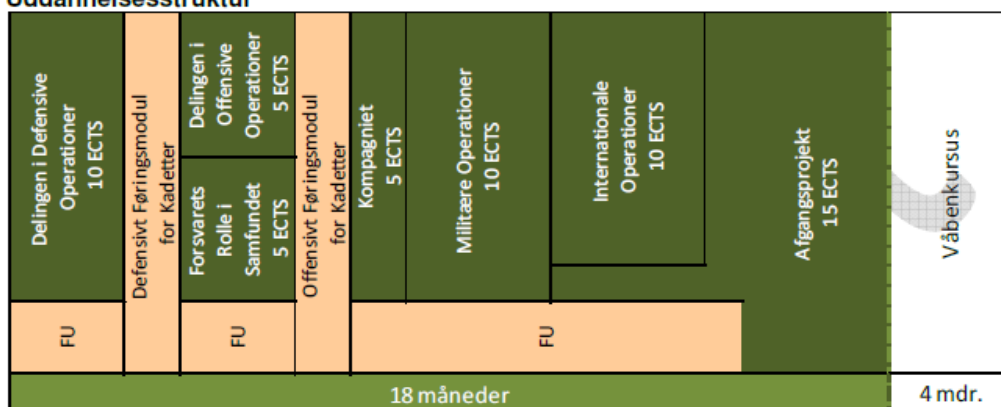 Uddannelsesstruktur
Delingen i Defensive
Operationer
10 ECTS
Defensivt Føringsmodul
for Kadetter
Delingen i
Offensive
Operationer
5 ECTS
Forsvarets
Rolle i
Samfundet
5 ECTS
Offensivt Føringsmodul
for Kadetter
Kompagniet
5 ECTS
Militære Operationer
10 ECTS
Internationale
Operationer
10 ECTS
Afgangsprojekt
15 ECTS
Våbenkursus
FU
FU
FU
18 måneder
4 mdr.